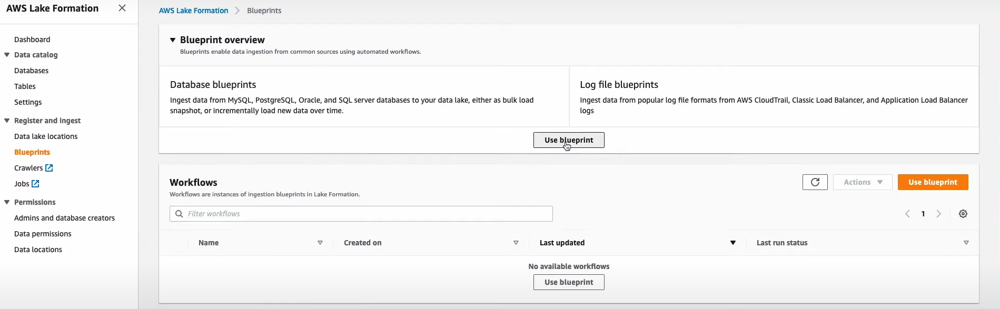 AWS Lake Formation
Dashboard
Data catalog
Databases
Tables
Settings
Register and ingest
Data lake locations
Blueprints
Crawlers
Jobs
Permissions
Admins and database creators
Data permissions
Data locations
AWS Lake Formation > Blueprints
Blueprint overview
Blueprints enable data ingestion from common sources using automated workflows.
Database blueprints
Ingest data from MySQL, PostgreSQL, Oracle, and SQL server databases to your data lake, either as bulk load
snapshot, or incrementally load new data over time.
Log file blueprints
Ingest data from popular log file formats from AWS CloudTrail, Classic Load Balancer, and Application Load Balancer
logs
Use blueprint
Workflows
Workflows are instances of ingestion blueprints in Lake Formation.
Actions
Use blueprint
Filter workflows
1
Name
Created on
Last updated
Last run status
No available workflows
Use blueprint